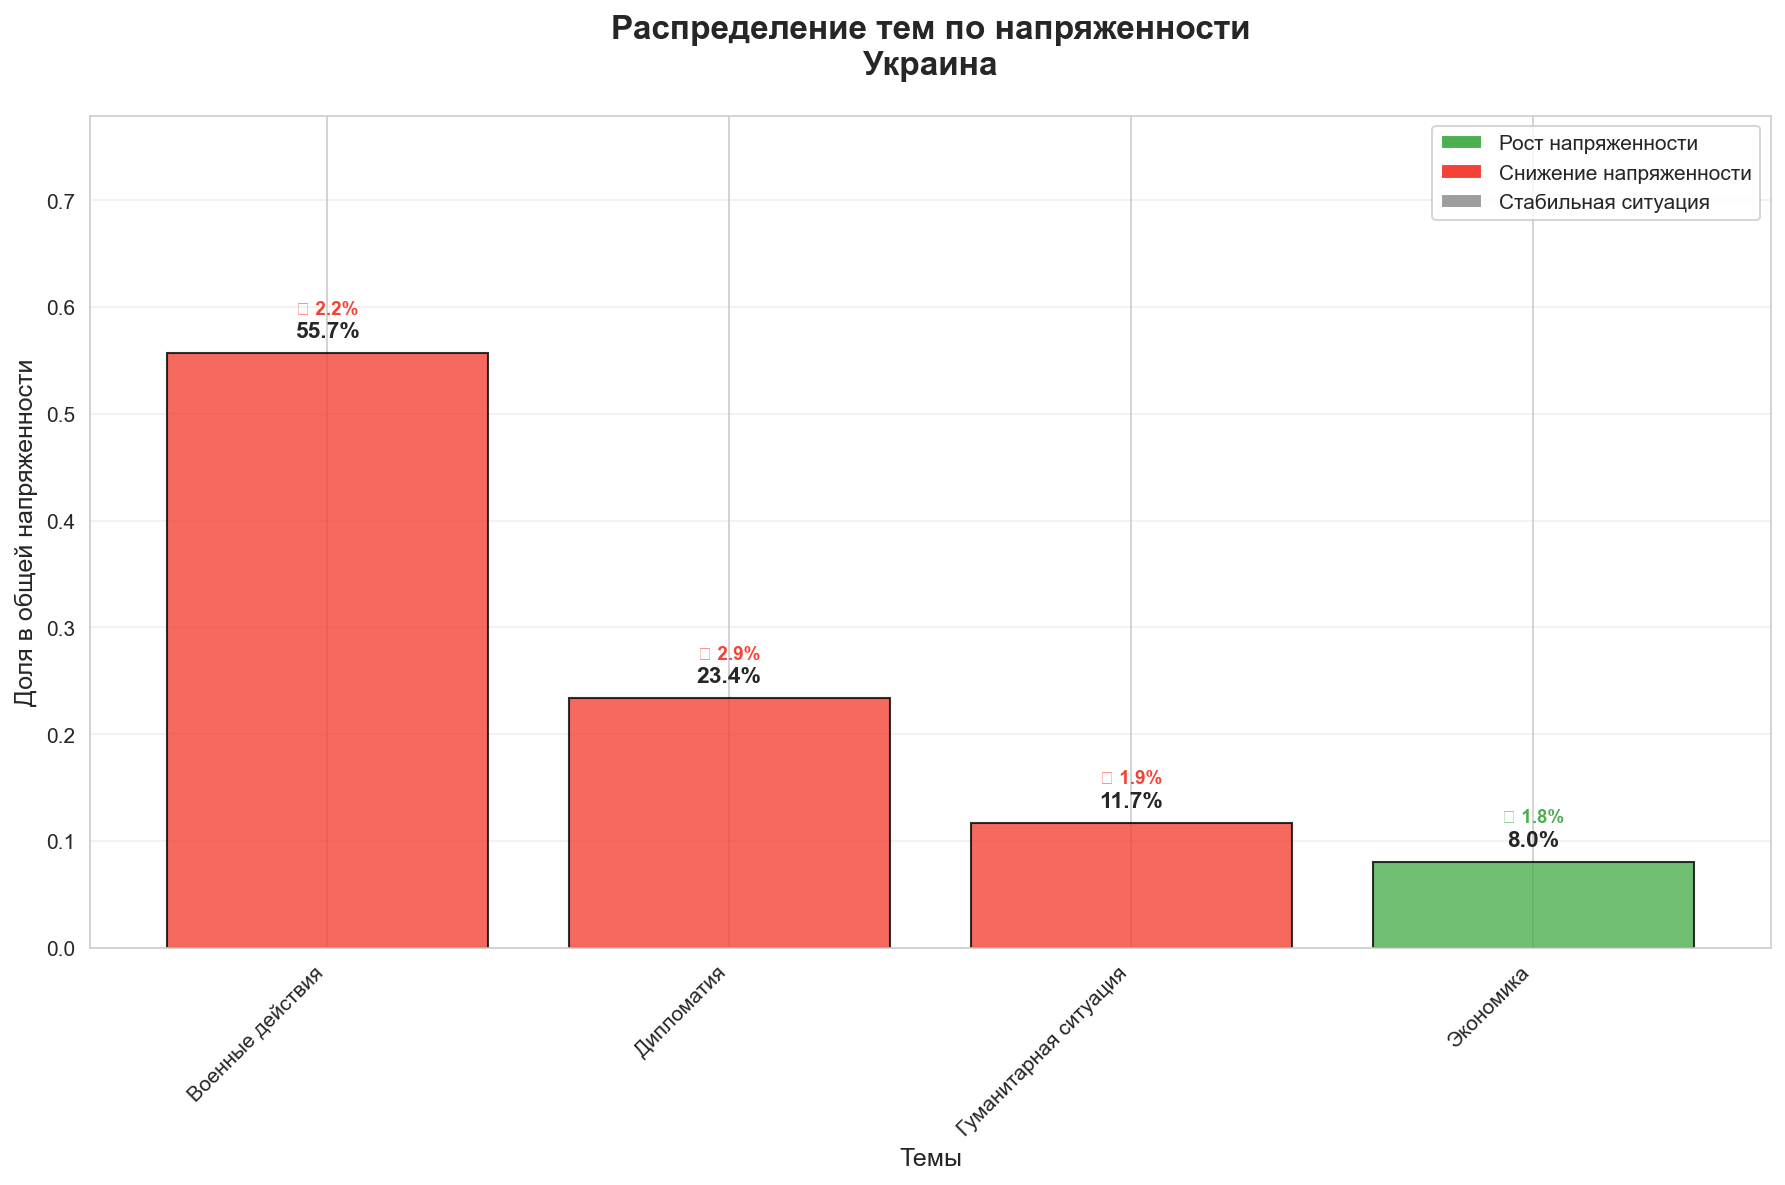 Распределение тем по напряженности
Украина
Рост напряженности
Снижение напряженности
Стабильная ситуация
Доля в общей напряженности
0.7
0.6
0.5
0.4
0.3
0.2
0.1
0.0
2.2%
55.7%
2.9%
23.4%
1.9%
11.7%
1.8%
8.0%
Военные действия
Дипломатия
Гуманитарная ситуация
Экономика
Темы